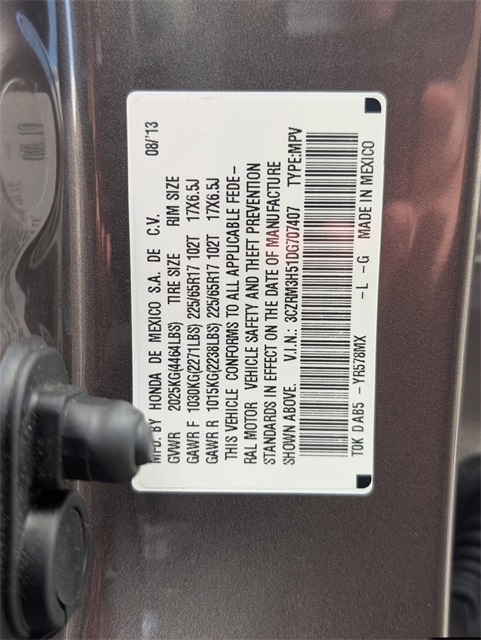 MFD. BY HONDA DE MEXICO S.A. DE C.V. 08/'13
GVWR 2025KG(4464LBS) TIRE SIZE RIM SIZE
GAWR F 1030KG(2271LBS) 225/65R17 102T 17X6.5J
GAWR R 1015KG(2238LBS) 225/65R17 102T 17X6.5J
THIS VEHICLE CONFORMS TO ALL APPLICABLE FEDE-
RAL MOTOR VEHICLE SAFETY AND THEFT PREVENTION
STANDARDS IN EFFECT ON THE DATE OF MANUFACTURE
SHOWN ABOVE. V.I.N.: 3CZRM3H51DG707407 TYPE:MPV
TOK DAB5 -YR578MX -L -G MADE IN MEXICO